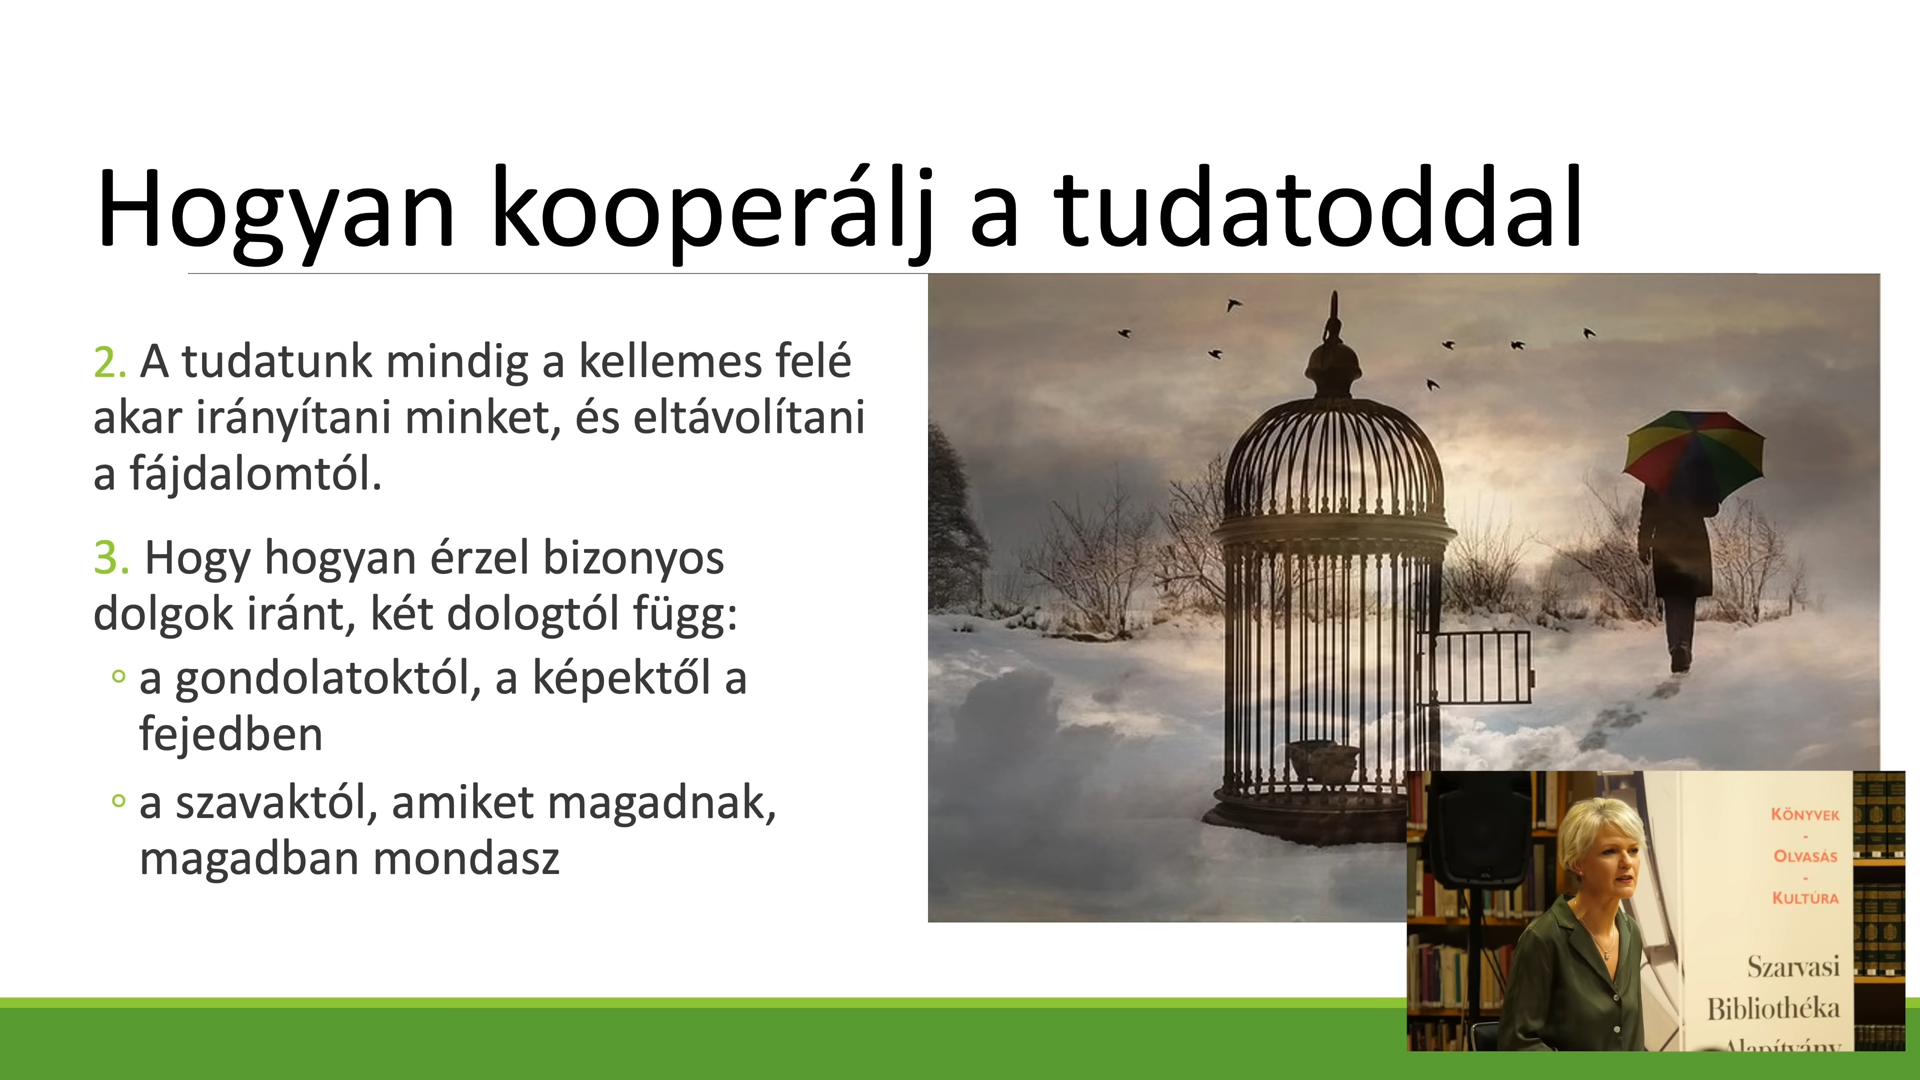 Hogyan kooperálj a tudatoddal
2. A tudatunk mindig a kellemes felé
akar irányítani minket, és eltávolítani
a fájdalomtól.
3. Hogy hogyan érzel bizonyos
dolgok iránt, két dologtól függ:
◦ a gondolatoktól, a képektől a
fejedben
◦ a szavaktól, amiket magadnak,
magadban mondasz
KÖNYVEK
-
OLVASÁS
-
KULTÚRA
Szarvasi
Bibliothéka
Alapítvány